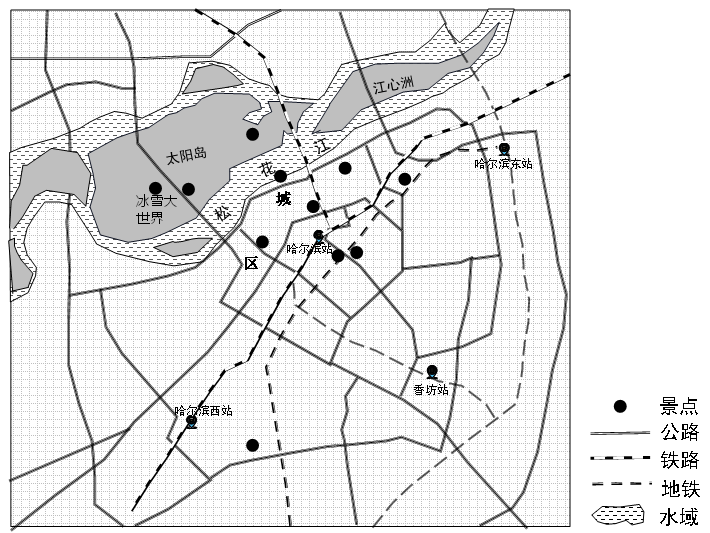 江心洲
太阳岛
冰雪大
世界
松
花
江
城
区
哈尔滨东站
哈尔滨站
香坊站
哈尔滨西站
景点
公路
铁路
地铁
水域